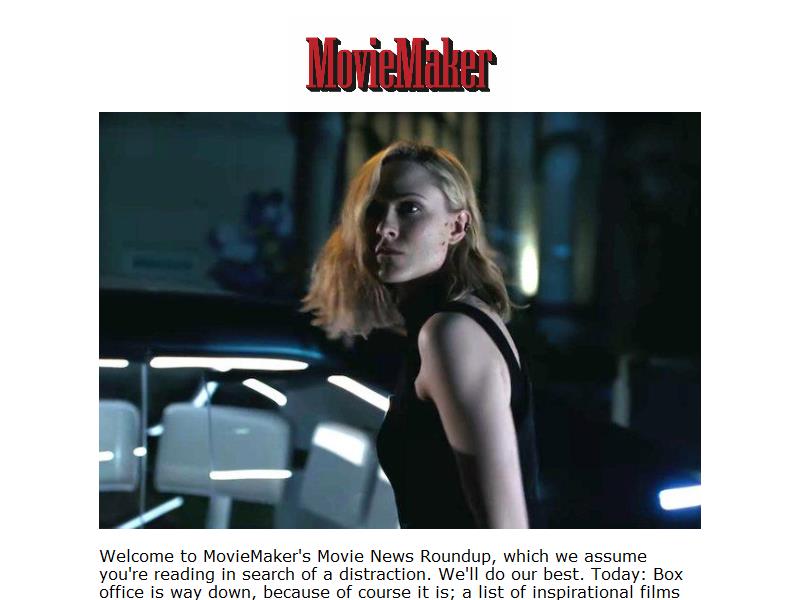 MovieMaker
Welcome to MovieMaker's Movie News Roundup, which we assume
you're reading in search of a distraction. We'll do our best. Today: Box
office is way down, because of course it is; a list of inspirational films